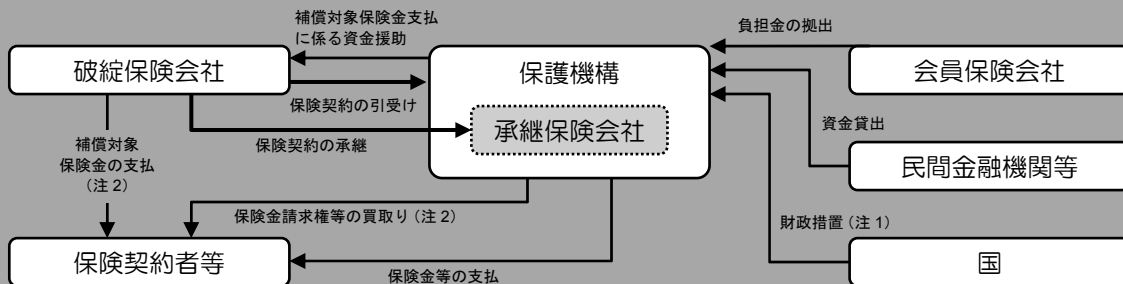 補償対象保険金支払
に係る資金援助
負担金の拠出
破綻保険会社
保護機構
会員保険会社
保険契約の引受け
承継保険会社
資金貸出
保険契約の承継
補償対象
保険金の支払
(注2)
民間金融機関等
保険金請求権等の買取り(注2)
財政措置(注1)
保険契約者等
保険金等の支払
国